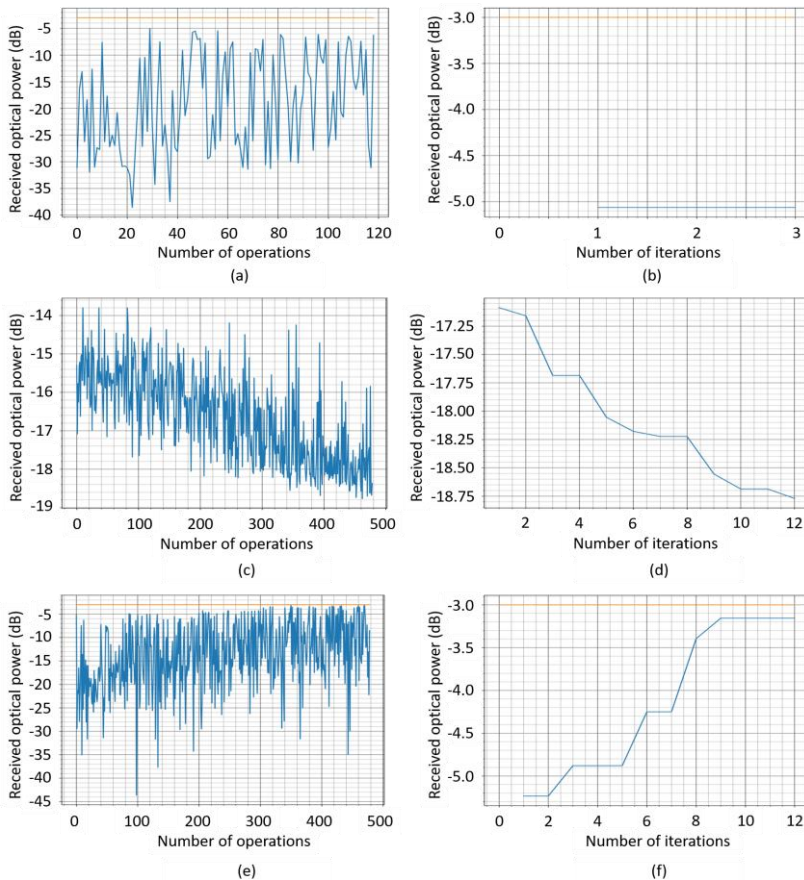 Received optical power (dB)
-5
-10
-15
-20
-25
-30
-35
-40
0 20 40 60 80 100 120
Number of operations
(a)
Received optical power (dB)
-3.0
-3.5
-4.0
-4.5
-5.0
0 1 2 3
Number of iterations
(b)
Received optical power (dB)
-14
-15
-16
-17
-18
-19
0 100 200 300 400 500
Number of operations
(c)
Received optical power (dB)
-17.25
-17.50
-17.75
-18.00
-18.25
-18.50
-18.75
2 4 6 8 10 12
Number of iterations
(d)
Received optical power (dB)
-5
-10
-15
-20
-25
-30
-35
-40
-45
0 100 200 300 400 500
Number of operations
(e)
Received optical power (dB)
-3.0
-3.5
-4.0
-4.5
-5.0
0 2 4 6 8 10 12
Number of iterations
(f)